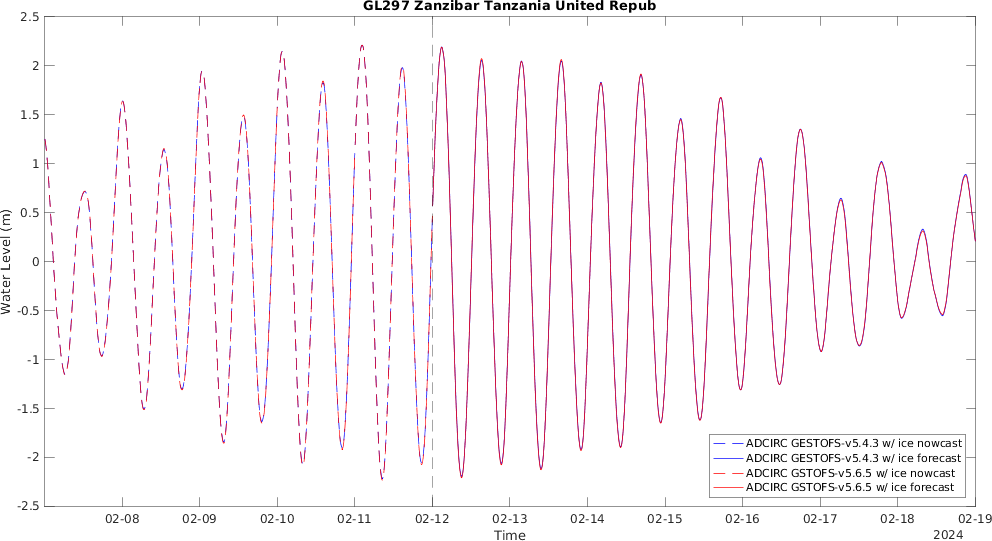 GL297 Zanzibar Tanzania United Repub
2.5
2
1.5
1
0.5
0
-0.5
-1
-1.5
-2
-2.5
Water Level (m)
ADCIRC GESTOFS-v5.4.3 w/ ice nowcast
ADCIRC GESTOFS-v5.4.3 w/ ice forecast
ADCIRC GSTOFS-v5.6.5 w/ ice nowcast
ADCIRC GSTOFS-v5.6.5 w/ ice forecast
02-08 02-09 02-10 02-11 02-12 02-13 02-14 02-15 02-16 02-17 02-18 02-19
Time
2024